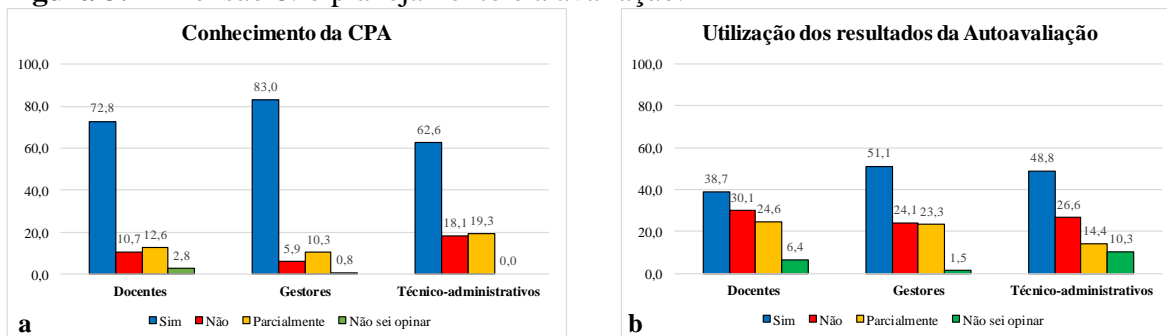 Conhecimento da CPA
100,0
80,0
60,0
40,0
20,0
0,0
72,8
10,7
12,6
2,8
83,0
5,9
10,3
0,8
62,6
18,1
19,3
0,0
Docentes
Gestores
Técnico-administrativos
Sim
Não
Parcialmente
Não sei opinar
a
Utilização dos resultados da Autoavaliação
100,0
80,0
60,0
40,0
20,0
0,0
38,7
30,1
24,6
6,4
51,1
24,1
23,3
1,5
48,8
26,6
14,4
10,3
Docentes
Gestores
Técnico-administrativos
Sim
Não
Parcialmente
Não sei opinar
b